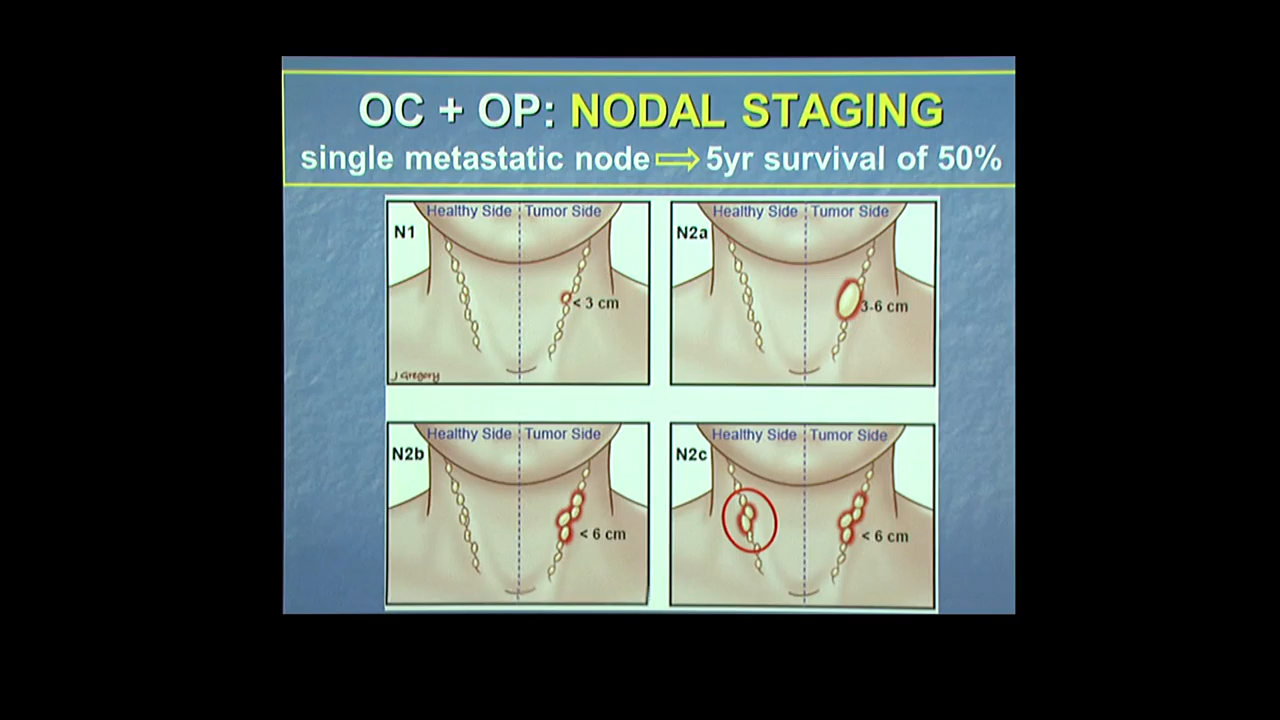 OC + OP: NODAL STAGING
single metastatic node ⇒ 5yr survival of 50%
Healthy Side Tumor Side
N1
< 3 cm
J Gregory
Healthy Side Tumor Side
N2a
3-6 cm
Healthy Side Tumor Side
N2b
< 6 cm
Healthy Side Tumor Side
N2c
< 6 cm